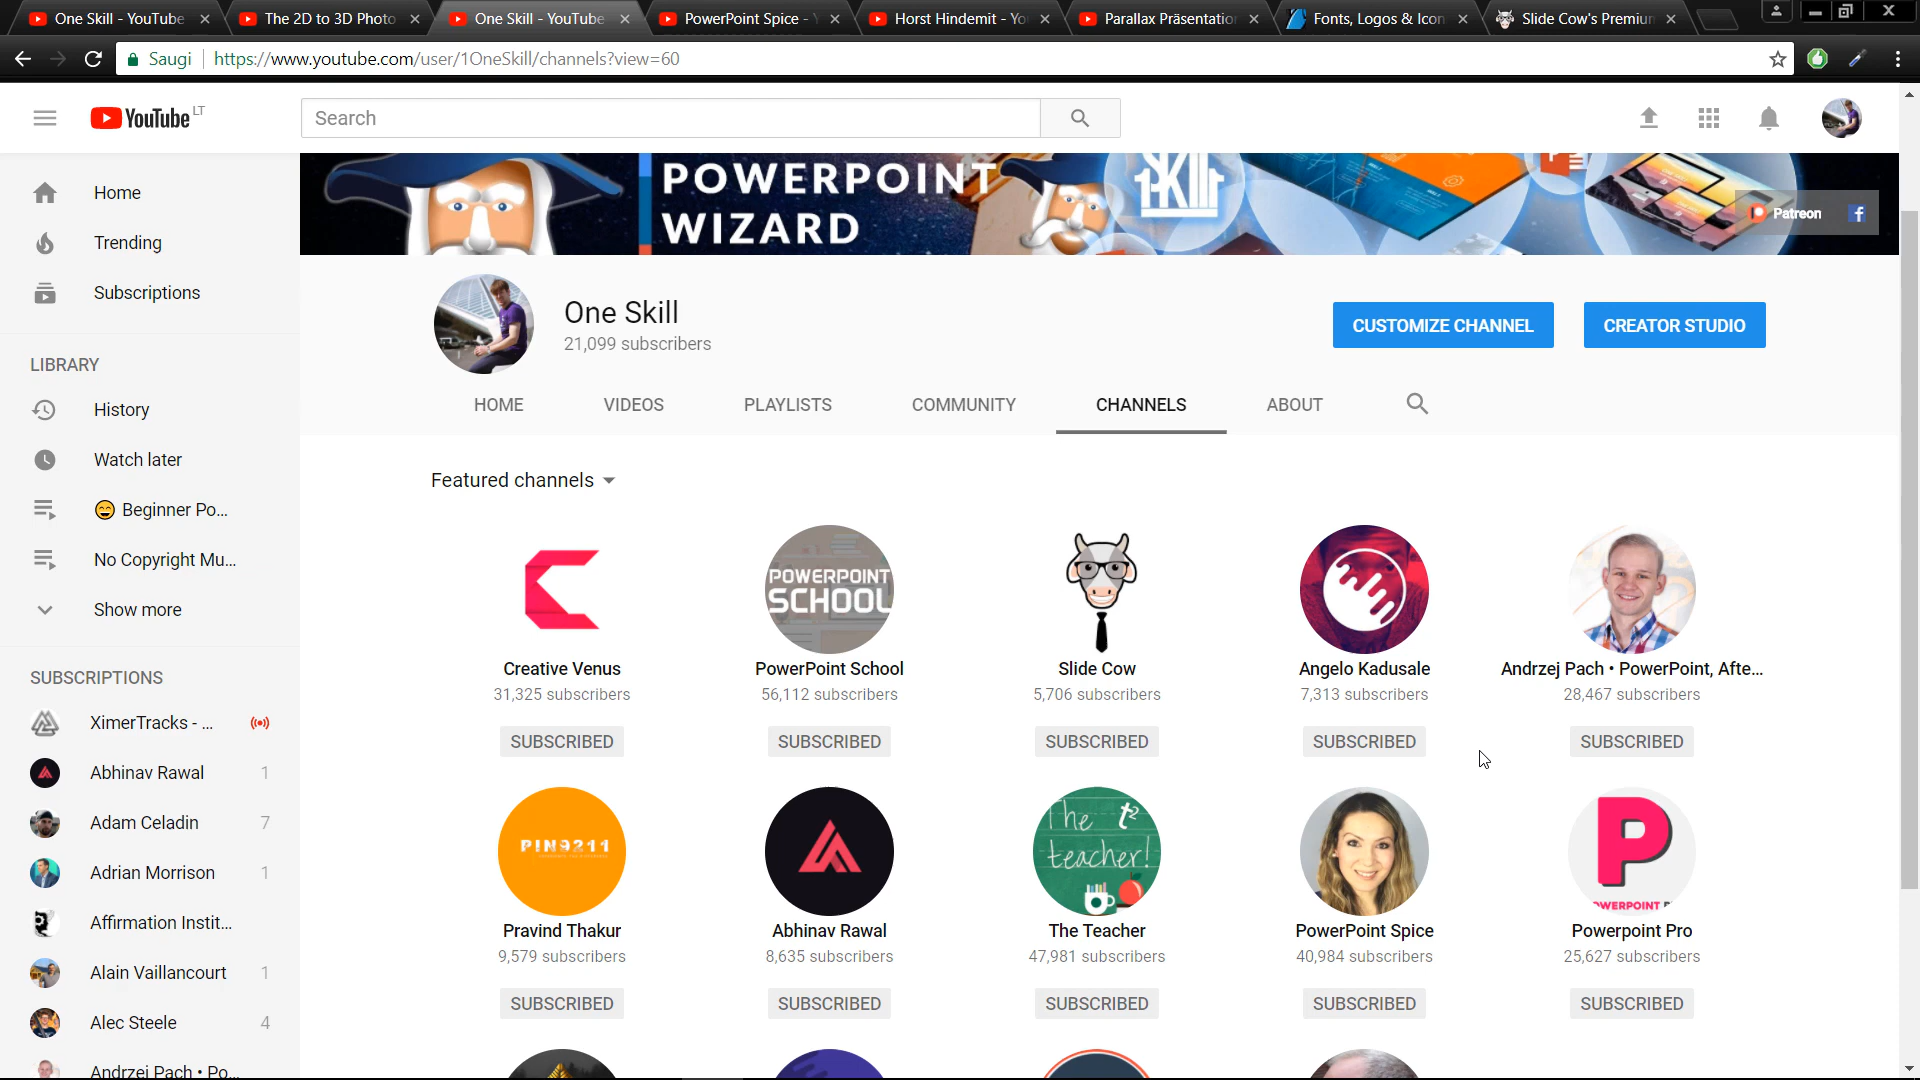 One Skill - YouTube
The 2D to 3D Photo
One Skill - YouTube
PowerPoint Spice -
Horst Hindemit - Yo
Parallax Präsentation
Fonts, Logos & Icon
Slide Cow's Premium
Saugi
https://www.youtube.com/user/1OneSkill/channels?view=60
YouTube LT
Search
Home
Trending
Subscriptions
LIBRARY
History
Watch later
😄 Beginner Po...
No Copyright Mu...
Show more
SUBSCRIPTIONS
XimerTracks - ...
Abhinav Rawal 1
Adam Celadin 7
Adrian Morrison 1
Affirmation Instit...
Alain Vaillancourt 1
Alec Steele 4
Andrzej Pach • Po...
POWERPOINT
WIZARD
1SKILL
Patreon
One Skill
21,099 subscribers
CUSTOMIZE CHANNEL
CREATOR STUDIO
HOME VIDEOS PLAYLISTS COMMUNITY CHANNELS ABOUT
Featured channels
POWERPOINT
SCHOOL
Creative Venus PowerPoint School Slide Cow Angelo Kadusale Andrzej Pach • PowerPoint, Afte...
31,325 subscribers 56,112 subscribers 5,706 subscribers 7,313 subscribers 28,467 subscribers
SUBSCRIBED SUBSCRIBED SUBSCRIBED SUBSCRIBED SUBSCRIBED
PIN9211
The t2
teacher!
P
Pravind Thakur Abhinav Rawal The Teacher PowerPoint Spice Powerpoint Pro
9,579 subscribers 8,635 subscribers 47,981 subscribers 40,984 subscribers 25,627 subscribers
SUBSCRIBED SUBSCRIBED SUBSCRIBED SUBSCRIBED SUBSCRIBED